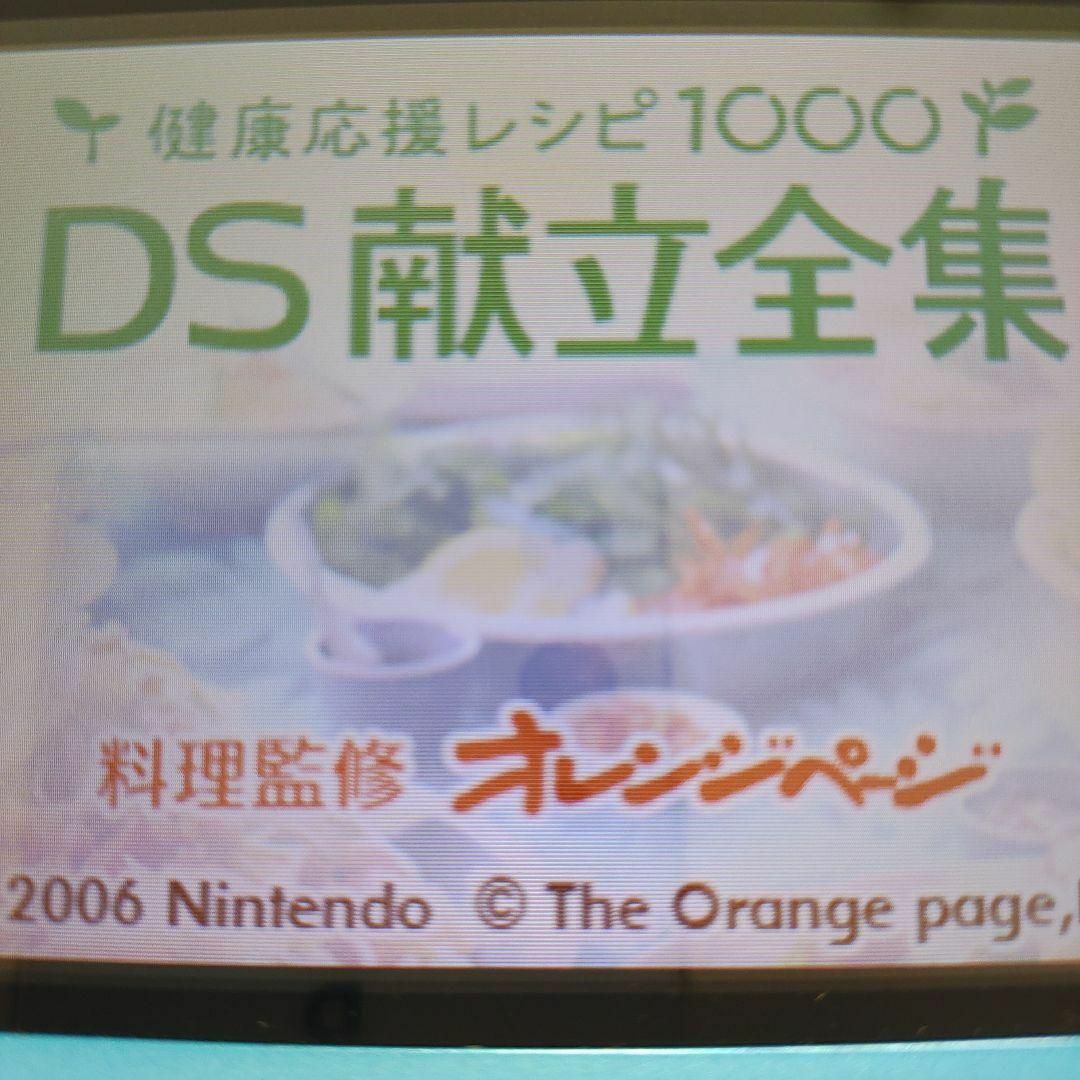 健康応援レシピ1000
DS献立全集
料理監修 オレンジページ
2006 Nintendo © The Orange page,